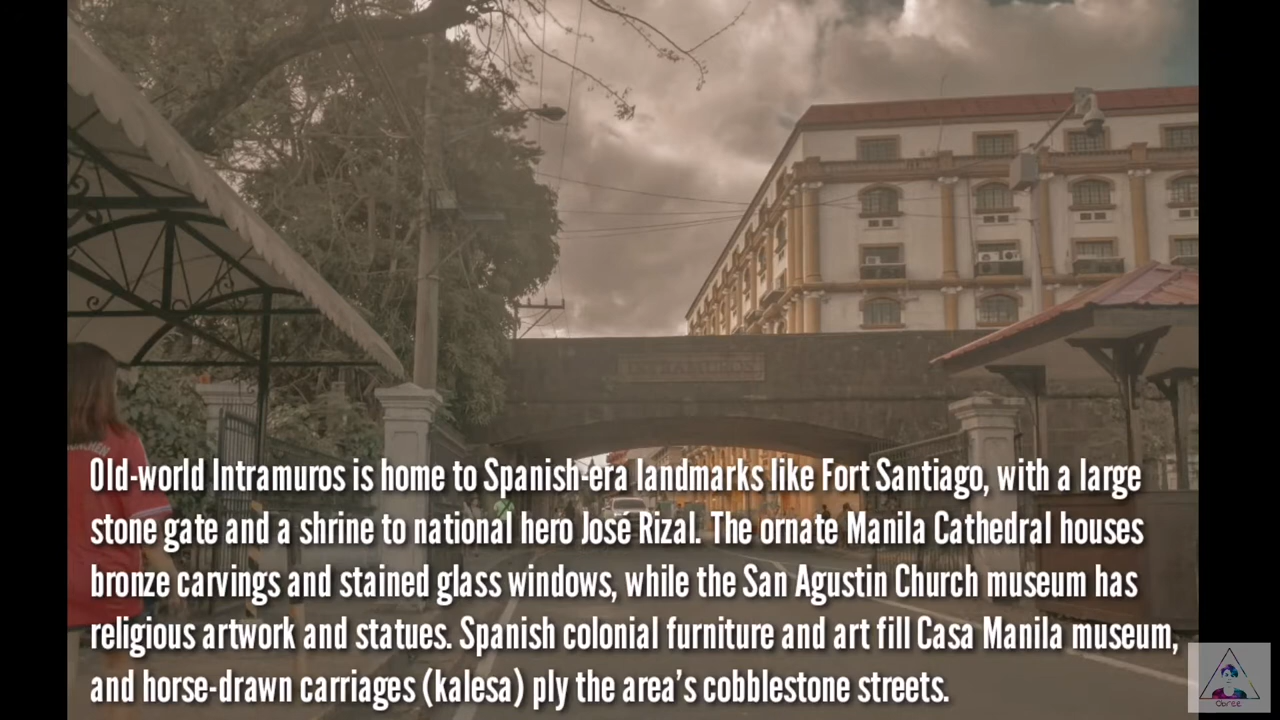 Old-world Intramuros is home to Spanish-era landmarks like Fort Santiago, with a large
stone gate and a shrine to national hero José Rizal. The ornate Manila Cathedral houses
bronze carvings and stained glass windows, while the San Agustin Church museum has
religious artwork and statues. Spanish colonial furniture and art fill Casa Manila museum,
and horse-drawn carriages (kalesa) ply the area's cobblestone streets.